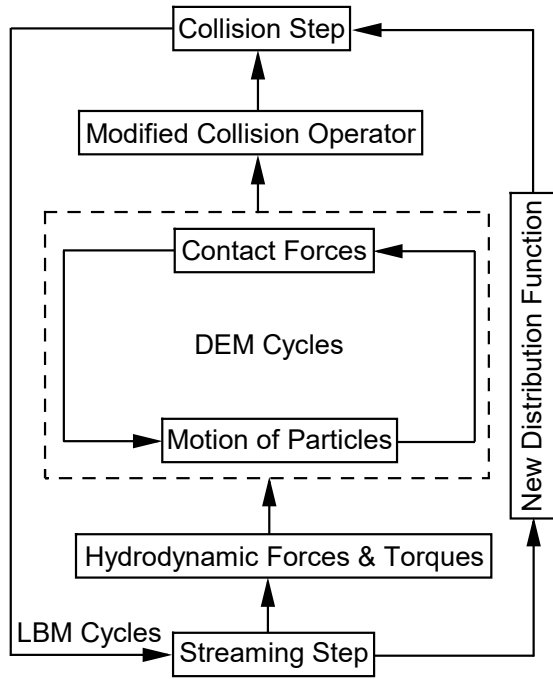 Collision Step
Modified Collision Operator
Contact Forces
DEM Cycles
Motion of Particles
New Distribution Function
Hydrodynamic Forces & Torques
LBM Cycles
Streaming Step